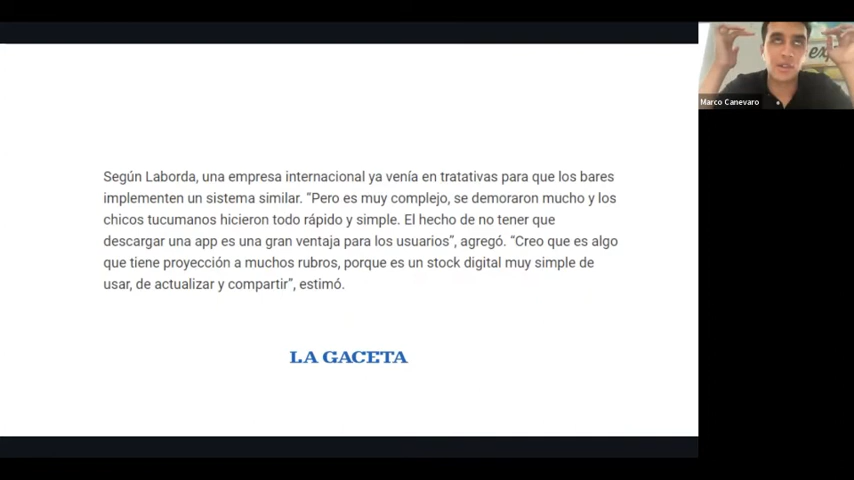 Según Laborda, una empresa internacional ya venía en tratativas para que los bares
implementen un sistema similar. “Pero es muy complejo, se demoraron mucho y los
chicos tucumanos hicieron todo rápido y simple. El hecho de no tener que
descargar una app es una gran ventaja para los usuarios”, agregó. “Creo que es algo
que tiene proyección a muchos rubros, porque es un stock digital muy simple de
usar, de actualizar y compartir”, estimó.
LA GACETA
Marco Canevaro